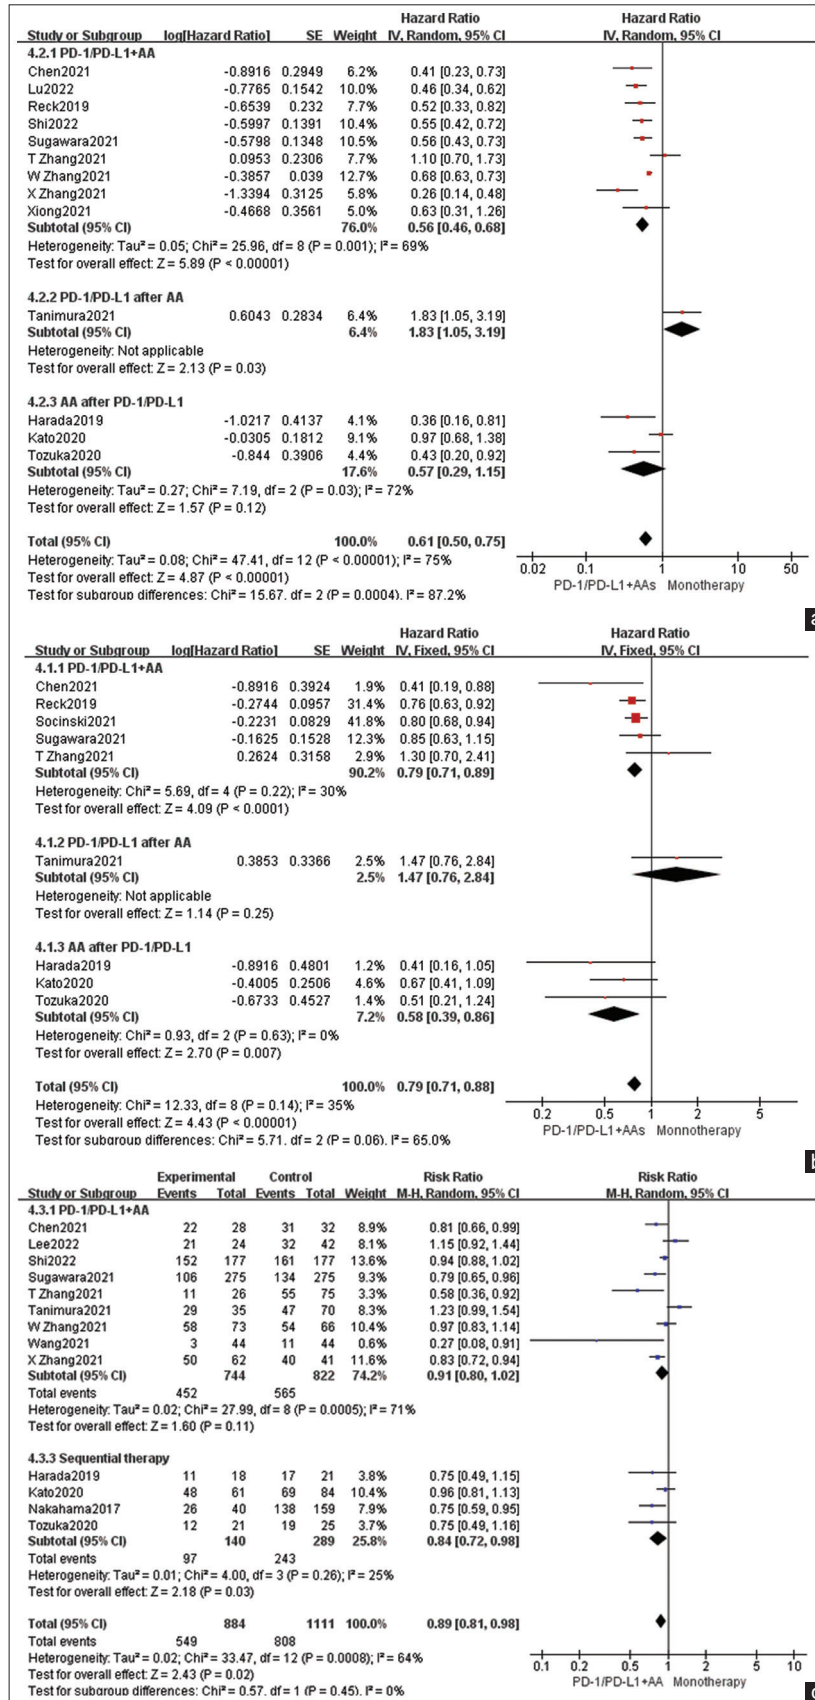 Hazard Ratio Hazard Ratio
Study or Subgroup log[Hazard Ratio] SE Weight IV, Random, 95% CI IV, Random, 95% CI
4.2.1 PD-1/PD-L1+AA
Chen2021 -0.8916 0.2949 6.2% 0.41 [0.23, 0.73]
Lu2022 -0.7765 0.1542 10.0% 0.46 [0.34, 0.62]
Reck2019 -0.6539 0.232 7.7% 0.52 [0.33, 0.82]
Shi2022 -0.5997 0.1391 10.4% 0.55 [0.42, 0.72]
Sugawara2021 -0.5798 0.1348 10.5% 0.56 [0.43, 0.73]
T Zhang2021 0.0953 0.2306 7.7% 1.10 [0.70, 1.73]
W Zhang2021 -0.3857 0.039 12.7% 0.68 [0.63, 0.73]
X Zhang2021 -1.3394 0.3125 5.8% 0.26 [0.14, 0.48]
Xiong2021 -0.4668 0.3561 5.0% 0.63 [0.31, 1.26]
Subtotal (95% CI) 76.0% 0.56 [0.46, 0.68]
Heterogeneity: Tau² = 0.05; Chi² = 25.96, df = 8 (P = 0.001); I² = 69%
Test for overall effect: Z = 5.89 (P < 0.00001)
4.2.2 PD-1/PD-L1 after AA
Tanimura2021 0.6043 0.2834 6.4% 1.83 [1.05, 3.19]
Subtotal (95% CI) 6.4% 1.83 [1.05, 3.19]
Heterogeneity: Not applicable
Test for overall effect: Z = 2.13 (P = 0.03)
4.2.3 AA after PD-1/PD-L1
Harada2019 -1.0217 0.4137 4.1% 0.36 [0.16, 0.81]
Kato2020 -0.0305 0.1812 9.1% 0.97 [0.68, 1.38]
Tozuka2020 -0.844 0.3906 4.4% 0.43 [0.20, 0.92]
Subtotal (95% CI) 17.6% 0.57 [0.29, 1.15]
Heterogeneity: Tau² = 0.27; Chi² = 7.19, df = 2 (P = 0.03); I² = 72%
Test for overall effect: Z = 1.57 (P = 0.12)
Total (95% CI) 100.0% 0.61 [0.50, 0.75]
Heterogeneity: Tau² = 0.08; Chi² = 47.41, df = 12 (P < 0.00001); I² = 75%
Test for overall effect: Z = 4.87 (P < 0.00001)
Test for subgroup differences: Chi² = 15.67, df = 2 (P = 0.0004), I² = 87.2%
0.02 0.1 1 10 50
PD-1/PD-L1+AAs Monotherapy
a
Hazard Ratio Hazard Ratio
Study or Subgroup log[Hazard Ratio] SE Weight IV, Fixed, 95% CI IV, Fixed, 95% CI
4.1.1 PD-1/PD-L1+AA
Chen2021 -0.8916 0.3924 1.9% 0.41 [0.19, 0.88]
Reck2019 -0.2744 0.0957 31.4% 0.76 [0.63, 0.92]
Socinski2021 -0.2231 0.0829 41.8% 0.80 [0.68, 0.94]
Sugawara2021 -0.1625 0.1528 12.3% 0.85 [0.63, 1.15]
T Zhang2021 0.2624 0.3158 2.9% 1.30 [0.70, 2.41]
Subtotal (95% CI) 90.2% 0.79 [0.71, 0.89]
Heterogeneity: Chi² = 5.69, df = 4 (P = 0.22); I² = 30%
Test for overall effect: Z = 4.09 (P < 0.0001)
4.1.2 PD-1/PD-L1 after AA
Tanimura2021 0.3853 0.3366 2.5% 1.47 [0.76, 2.84]
Subtotal (95% CI) 2.5% 1.47 [0.76, 2.84]
Heterogeneity: Not applicable
Test for overall effect: Z = 1.14 (P = 0.25)
4.1.3 AA after PD-1/PD-L1
Harada2019 -0.8916 0.4801 1.2% 0.41 [0.16, 1.05]
Kato2020 -0.4005 0.2506 4.6% 0.67 [0.41, 1.09]
Tozuka2020 -0.6733 0.4527 1.4% 0.51 [0.21, 1.24]
Subtotal (95% CI) 7.2% 0.58 [0.39, 0.86]
Heterogeneity: Chi² = 0.93, df = 2 (P = 0.63); I² = 0%
Test for overall effect: Z = 2.70 (P = 0.007)
Total (95% CI) 100.0% 0.79 [0.71, 0.88]
Heterogeneity: Chi² = 12.33, df = 8 (P = 0.14); I² = 35%
Test for overall effect: Z = 4.43 (P < 0.00001)
Test for subgroup differences: Chi² = 5.71, df = 2 (P = 0.06), I² = 65.0%
0.2 0.5 1 2 5
PD-1/PD-L1+AAs Monnotherapy
b
Experimental Control Risk Ratio Risk Ratio
Study or Subgroup Events Total Events Total Weight M-H, Random, 95% CI M-H, Random, 95% CI
4.3.1 PD-1/PD-L1+AA
Chen2021 22 28 31 32 8.9% 0.81 [0.66, 0.99]
Lee2022 21 24 32 42 8.1% 1.15 [0.92, 1.44]
Shi2022 152 177 161 177 13.6% 0.94 [0.88, 1.02]
Sugawara2021 106 275 134 275 9.3% 0.79 [0.65, 0.96]
T Zhang2021 11 26 55 75 3.3% 0.58 [0.36, 0.92]
Tanimura2021 29 35 47 70 8.3% 1.23 [0.99, 1.54]
W Zhang2021 58 73 54 66 10.4% 0.97 [0.83, 1.14]
Wang2021 3 44 11 44 0.6% 0.27 [0.08, 0.91]
X Zhang2021 50 62 40 41 11.6% 0.83 [0.72, 0.94]
Subtotal (95% CI) 744 822 74.2% 0.91 [0.80, 1.02]
Total events 452 565
Heterogeneity: Tau² = 0.02; Chi² = 27.99, df = 8 (P = 0.0005); I² = 71%
Test for overall effect: Z = 1.60 (P = 0.11)
4.3.3 Sequential therapy
Harada2019 11 18 17 21 3.8% 0.75 [0.49, 1.15]
Kato2020 48 61 69 84 10.4% 0.96 [0.81, 1.13]
Nakahama2017 26 40 138 159 7.9% 0.75 [0.59, 0.95]
Tozuka2020 12 21 19 25 3.7% 0.75 [0.49, 1.16]
Subtotal (95% CI) 140 289 25.8% 0.84 [0.72, 0.98]
Total events 97 243
Heterogeneity: Tau² = 0.01; Chi² = 4.00, df = 3 (P = 0.26); I² = 25%
Test for overall effect: Z = 2.18 (P = 0.03)
Total (95% CI) 884 1111 100.0% 0.89 [0.81, 0.98]
Total events 549 808
Heterogeneity: Tau² = 0.02; Chi² = 33.47, df = 12 (P = 0.0008); I² = 64%
Test for overall effect: Z = 2.43 (P = 0.02)
Test for subgroup differences: Chi² = 0.57, df = 1 (P = 0.45), I² = 0%
0.1 0.2 0.5 1 2 5 10
PD-1/PD-L1+AA Monotherapy